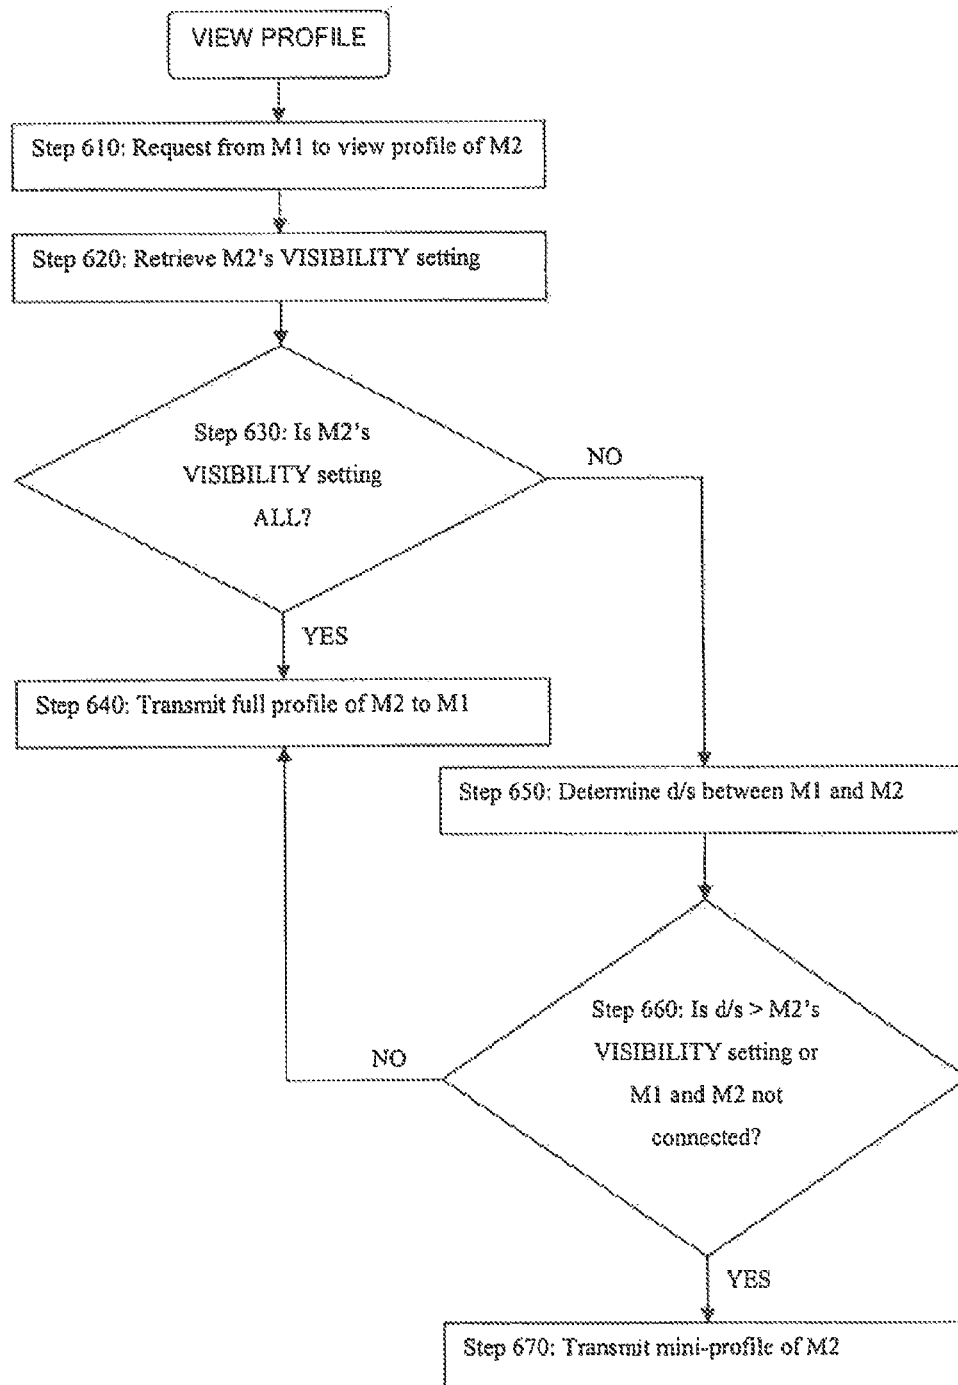 VIEW PROFILE
Step 610: Request from M1 to view profile of M2
Step 620: Retrieve M2's VISIBILITY setting
Step 630: Is M2's
VISIBILITY setting
ALL?
NO
YES
Step 640: Transmit full profile of M2 to M1
Step 650: Determine d/s between M1 and M2
Step 660: Is d/s > M2's
VISIBILITY setting or
M1 and M2 not
connected?
NO
YES
Step 670: Transmit mini-profile of M2